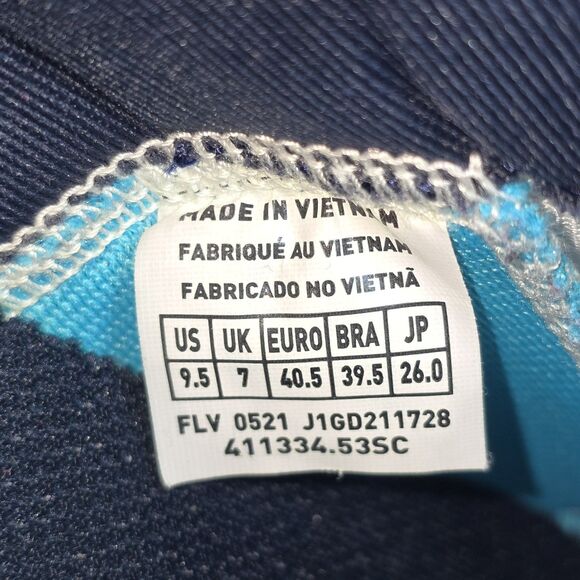 MADE IN VIETNAM
FABRIQUÉ AU VIETNAM
FABRICADO NO VIETNÃ
US UK EURO BRA JP
9.5 7 40.5 39.5 26.0
FLV 0521 J1GD211728
411334.53SC